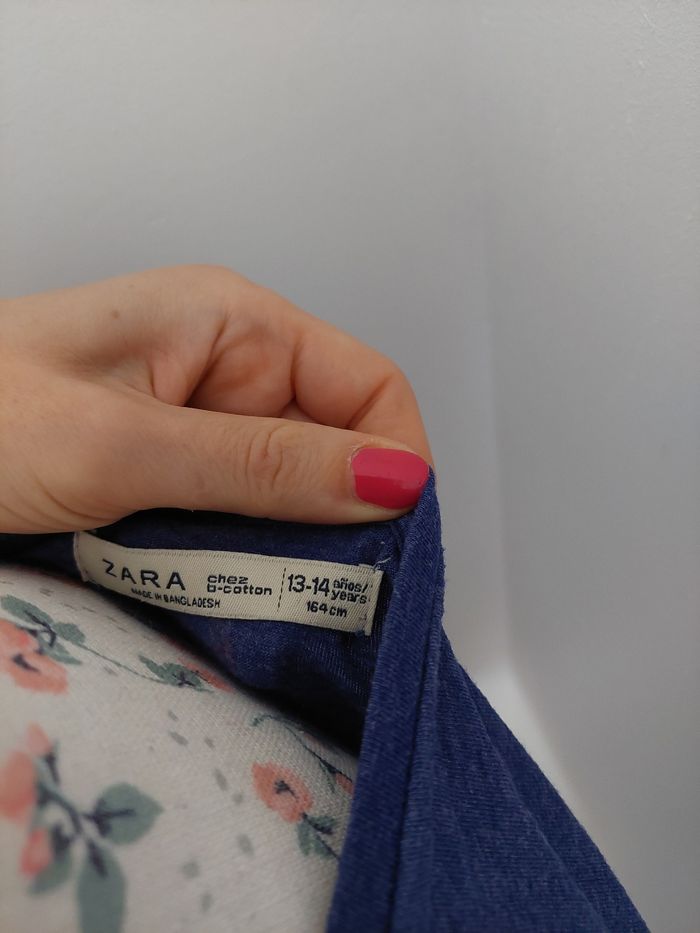 ZARA
MADE IN BANGLADESH
chez
b-cotton
13-14 años/
years
164 cm